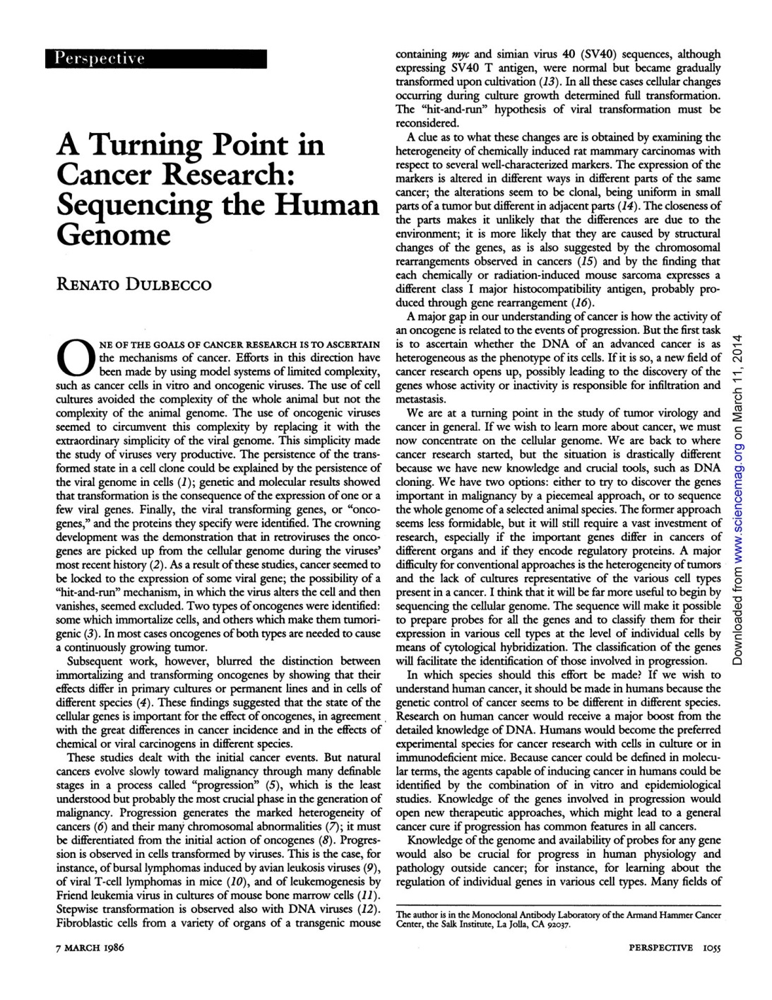 Perspective
A Turning Point in
Cancer Research:
Sequencing the Human
Genome
RENATO DULBECCO
ONE OF THE GOALS OF CANCER RESEARCH IS TO ASCERTAIN
the mechanisms of cancer. Efforts in this direction have
been made by using model systems of limited complexity,
such as cancer cells in vitro and oncogenic viruses. The use of cell
cultures avoided the complexity of the whole animal but not the
complexity of the animal genome. The use of oncogenic viruses
seemed to circumvent this complexity by replacing it with the
extraordinary simplicity of the viral genome. This simplicity made
the study of viruses very productive. The persistence of the trans-
formed state in a cell clone could be explained by the persistence of
the viral genome in cells (1); genetic and molecular results showed
that transformation is the consequence of the expression of one or a
few viral genes. Finally, the viral transforming genes, or “onco-
genes,” and the proteins they specify were identified. The crowning
development was the demonstration that in retroviruses the onco-
genes are picked up from the cellular genome during the viruses’
most recent history (2). As a result of these studies, cancer seemed to
be locked to the expression of some viral gene; the possibility of a
“hit-and-run” mechanism, in which the virus alters the cell and then
vanishes, seemed excluded. Two types of oncogenes were identified:
some which immortalize cells, and others which make them tumori-
genic (3). In most cases oncogenes of both types are needed to cause
a continuously growing tumor.
Subsequent work, however, blurred the distinction between
immortalizing and transforming oncogenes by showing that their
effects differ in primary cultures or permanent lines and in cells of
different species (4). These findings suggested that the state of the
cellular genes is important for the effect of oncogenes, in agreement
with the great differences in cancer incidence and in the effects of
chemical or viral carcinogens in different species.
These studies dealt with the initial cancer events. But natural
cancers evolve slowly toward malignancy through many definable
stages in a process called “progression” (5), which is the least
understood but probably the most crucial phase in the generation of
malignancy. Progression generates the marked heterogeneity of
cancers (6) and their many chromosomal abnormalities (7); it must
be differentiated from the initial action of oncogenes (8). Progres-
sion is observed in cells transformed by viruses. This is the case, for
instance, of bursal lymphomas induced by avian leukosis viruses (9),
of viral T-cell lymphomas in mice (10), and of leukemogenesis by
Friend leukemia virus in cultures of mouse bone marrow cells (11).
Stepwise transformation is observed also with DNA viruses (12).
Fibroblastic cells from a variety of organs of a transgenic mouse
containing myc and simian virus 40 (SV40) sequences, although
expressing SV40 T antigen, were normal but became gradually
transformed upon cultivation (13). In all these cases cellular changes
occurring during culture growth determined full transformation.
The “hit-and-run” hypothesis of viral transformation must be
reconsidered.
A clue as to what these changes are is obtained by examining the
heterogeneity of chemically induced rat mammary carcinomas with
respect to several well-characterized markers. The expression of the
markers is altered in different ways in different parts of the same
cancer; the alterations seem to be clonal, being uniform in small
parts of a tumor but different in adjacent parts (14). The closeness of
the parts makes it unlikely that the differences are due to the
environment; it is more likely that they are caused by structural
changes of the genes, as is also suggested by the chromosomal
rearrangements observed in cancers (15) and by the finding that
each chemically or radiation-induced mouse sarcoma expresses a
different class I major histocompatibility antigen, probably pro-
duced through gene rearrangement (16).
A major gap in our understanding of cancer is how the activity of
an oncogene is related to the events of progression. But the first task
is to ascertain whether the DNA of an advanced cancer is as
heterogeneous as the phenotype of its cells. If it is so, a new field of
cancer research opens up, possibly leading to the discovery of the
genes whose activity or inactivity is responsible for infiltration and
metastasis.
We are at a turning point in the study of tumor virology and
cancer in general. If we wish to learn more about cancer, we must
now concentrate on the cellular genome. We are back to where
cancer research started, but the situation is drastically different
because we have new knowledge and crucial tools, such as DNA
cloning. We have two options: either to try to discover the genes
important in malignancy by a piecemeal approach, or to sequence
the whole genome of a selected animal species. The former approach
seems less formidable, but it will still require a vast investment of
research, especially if the important genes differ in cancers of
different organs and if they encode regulatory proteins. A major
difficulty for conventional approaches is the heterogeneity of tumors
and the lack of cultures representative of the various cell types
present in a cancer. I think that it will be far more useful to begin by
sequencing the cellular genome. The sequence will make it possible
to prepare probes for all the genes and to classify them for their
expression in various cell types at the level of individual cells by
means of cytological hybridization. The classification of the genes
will facilitate the identification of those involved in progression.
In which species should this effort be made? If we wish to
understand human cancer, it should be made in humans because the
genetic control of cancer seems to be different in different species.
Research on human cancer would receive a major boost from the
detailed knowledge of DNA. Humans would become the preferred
experimental species for cancer research with cells in culture or in
immunodeficient mice. Because cancer could be defined in molecu-
lar terms, the agents capable of inducing cancer in humans could be
identified by the combination of in vitro and epidemiological
studies. Knowledge of the genes involved in progression would
open new therapeutic approaches, which might lead to a general
cancer cure if progression has common features in all cancers.
Knowledge of the genome and availability of probes for any gene
would also be crucial for progress in human physiology and
pathology outside cancer; for instance, for learning about the
regulation of individual genes in various cell types. Many fields of
The author is in the Monoclonal Antibody Laboratory of the Armand Hammer Cancer
Center, the Salk Institute, La Jolla, CA 92037.
7 MARCH 1986
PERSPECTIVE 1055
Downloaded from www.sciencemag.org on March 11, 2014